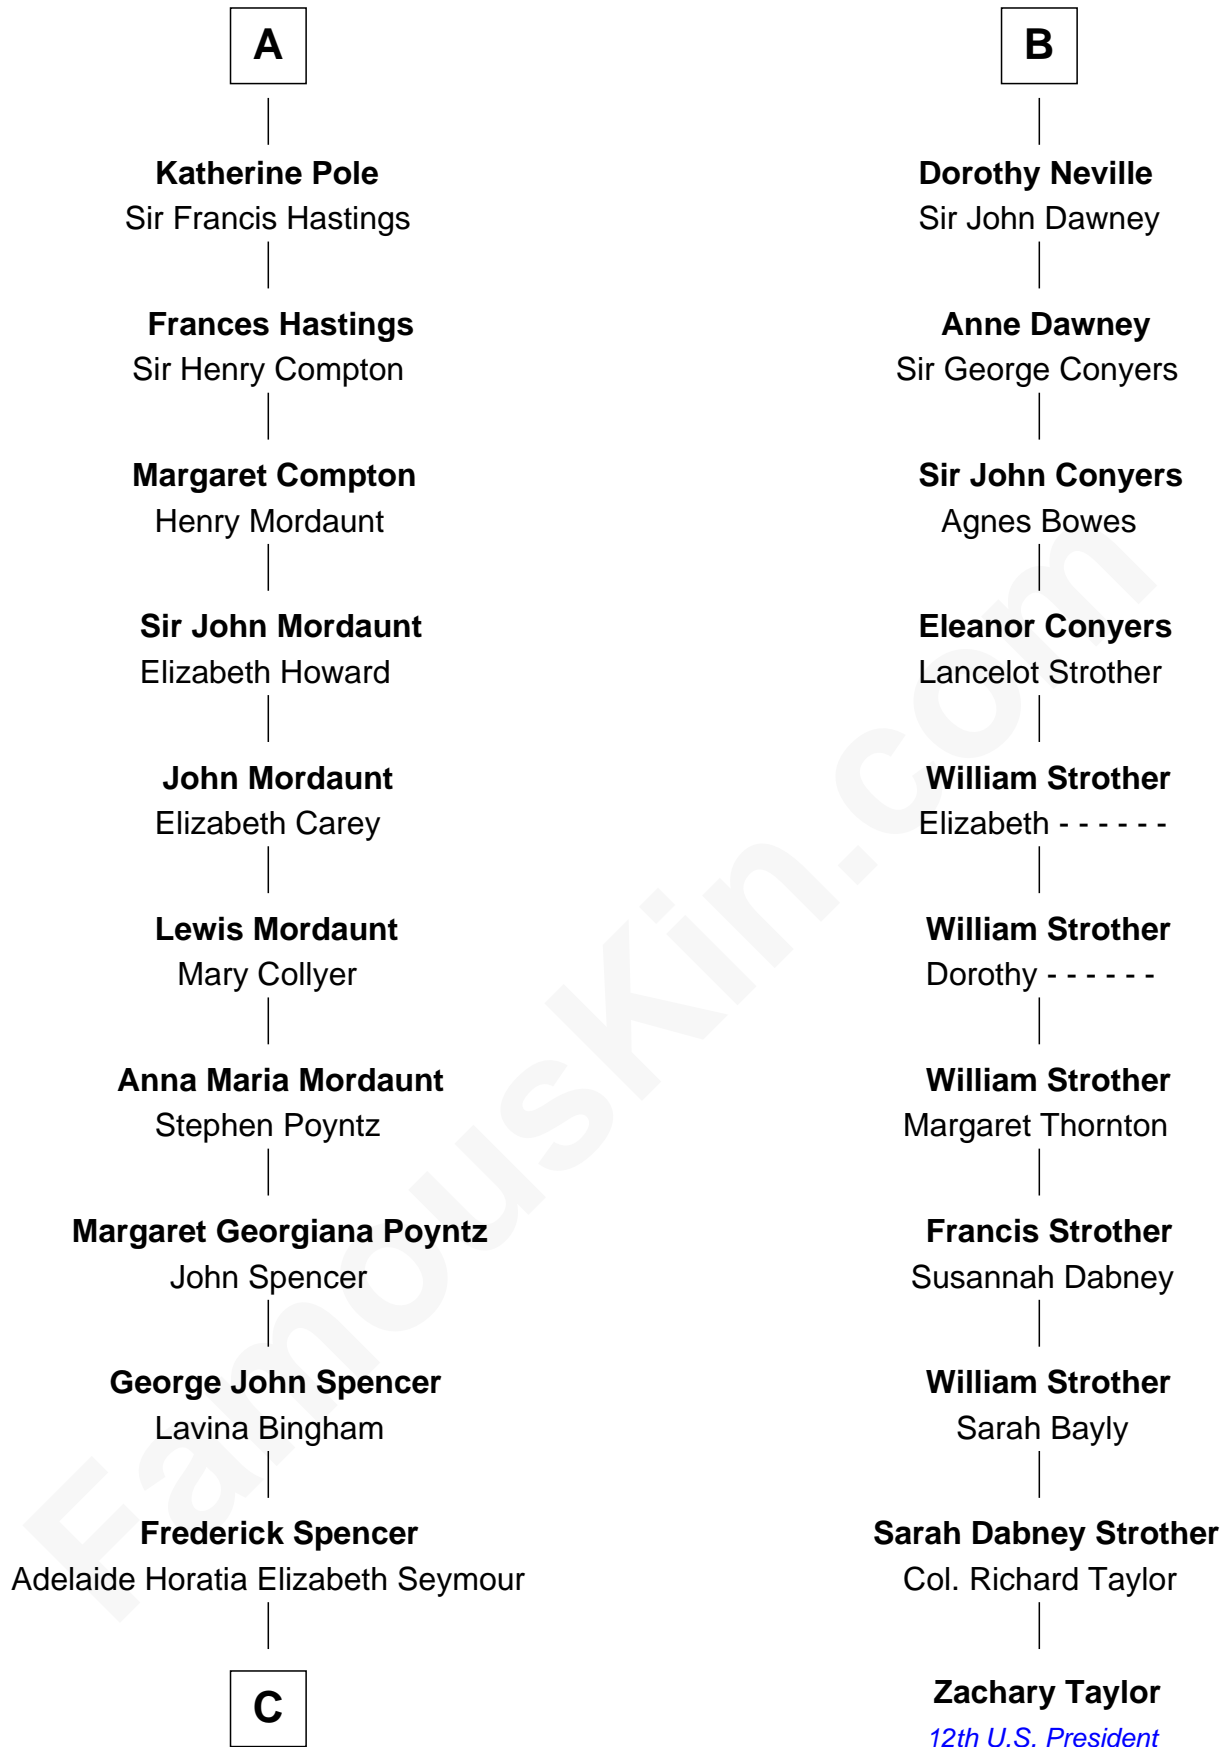 A
Katherine Pole
Sir Francis Hastings
Frances Hastings
Sir Henry Compton
Margaret Compton
Henry Mordaunt
Sir John Mordaunt
Elizabeth Howard
John Mordaunt
Elizabeth Carey
Lewis Mordaunt
Mary Collyer
Anna Maria Mordaunt
Stephen Poyntz
Margaret Georgiana Poyntz
John Spencer
George John Spencer
Lavina Bingham
Frederick Spencer
Adelaide Horatia Elizabeth Seymour
C
B
Dorothy Neville
Sir John Dawney
Anne Dawney
Sir George Conyers
Sir John Conyers
Agnes Bowes
Eleanor Conyers
Lancelot Strother
William Strother
Elizabeth - - - - - -
William Strother
Dorothy - - - - - -
William Strother
Margaret Thornton
Francis Strother
Susannah Dabney
William Strother
Sarah Bayly
Sarah Dabney Strother
Col. Richard Taylor
Zachary Taylor
12th U.S. President
FamousKin.com